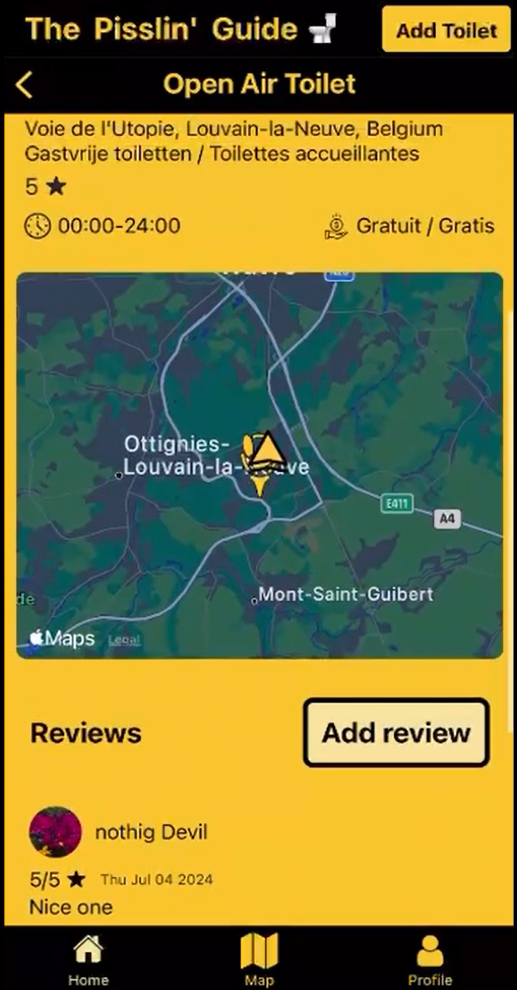 The Pisslin' Guide
Add Toilet
Open Air Toilet
Voie de l'Utopie, Louvain-la-Neuve, Belgium
Gastvrije toiletten / Toilettes accueillantes
5 ★
00:00-24:00
Gratuit / Gratis
Ottignies-
Louvain-la-
E411
A4
Mont-Saint-Guibert
de
Maps
Legal
Reviews
Add review
nothig Devil
5/5 ★ Thu Jul 04 2024
Nice one
Home
Map
Profile